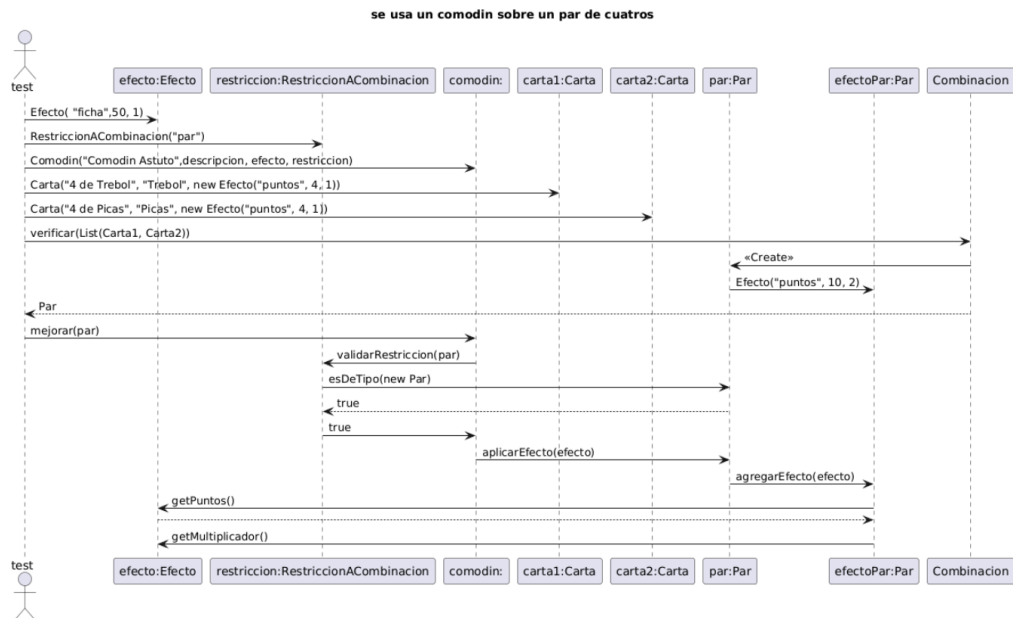 se usa un comodin sobre un par de cuatros
test
efecto:Efecto
restriccion:RestriccionACombinacion
comodin:
carta1:Carta
carta2:Carta
par:Par
efectoPar:Par
Combinacion
Efecto( "ficha",50, 1)
RestriccionACombinacion("par")
Comodin("Comodin Astuto",descripcion, efecto, restriccion)
Carta("4 de Trebol", "Trebol", new Efecto("puntos", 4, 1))
Carta("4 de Picas", "Picas", new Efecto("puntos", 4, 1))
verificar(List(Carta1, Carta2))
«Create»
Efecto("puntos", 10, 2)
Par
mejorar(par)
validarRestriccion(par)
esDeTipo(new Par)
true
true
aplicarEfecto(efecto)
agregarEfecto(efecto)
getPuntos()
getMultiplicador()
test
efecto:Efecto
restriccion:RestriccionACombinacion
comodin:
carta1:Carta
carta2:Carta
par:Par
efectoPar:Par
Combinacion